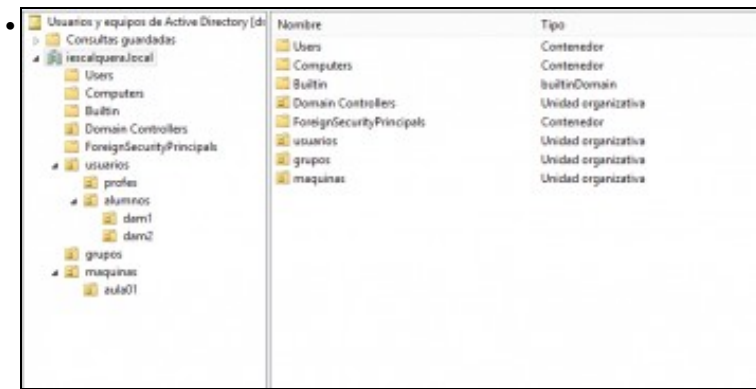 Usuarios y equipos de Active Directory [d
Consultas guardadas
iescalquera.local
Users
Computers
Builtin
Domain Controllers
ForeignSecurityPrincipals
usuarios
profes
alumnos
dam1
dam2
grupos
maquinas
aula01
Nombre Tipo
Users Contenedor
Computers Contenedor
Builtin builtinDomain
Domain Controllers Unidad organizativa
ForeignSecurityPrincipals Contenedor
usuarios Unidad organizativa
grupos Unidad organizativa
maquinas Unidad organizativa